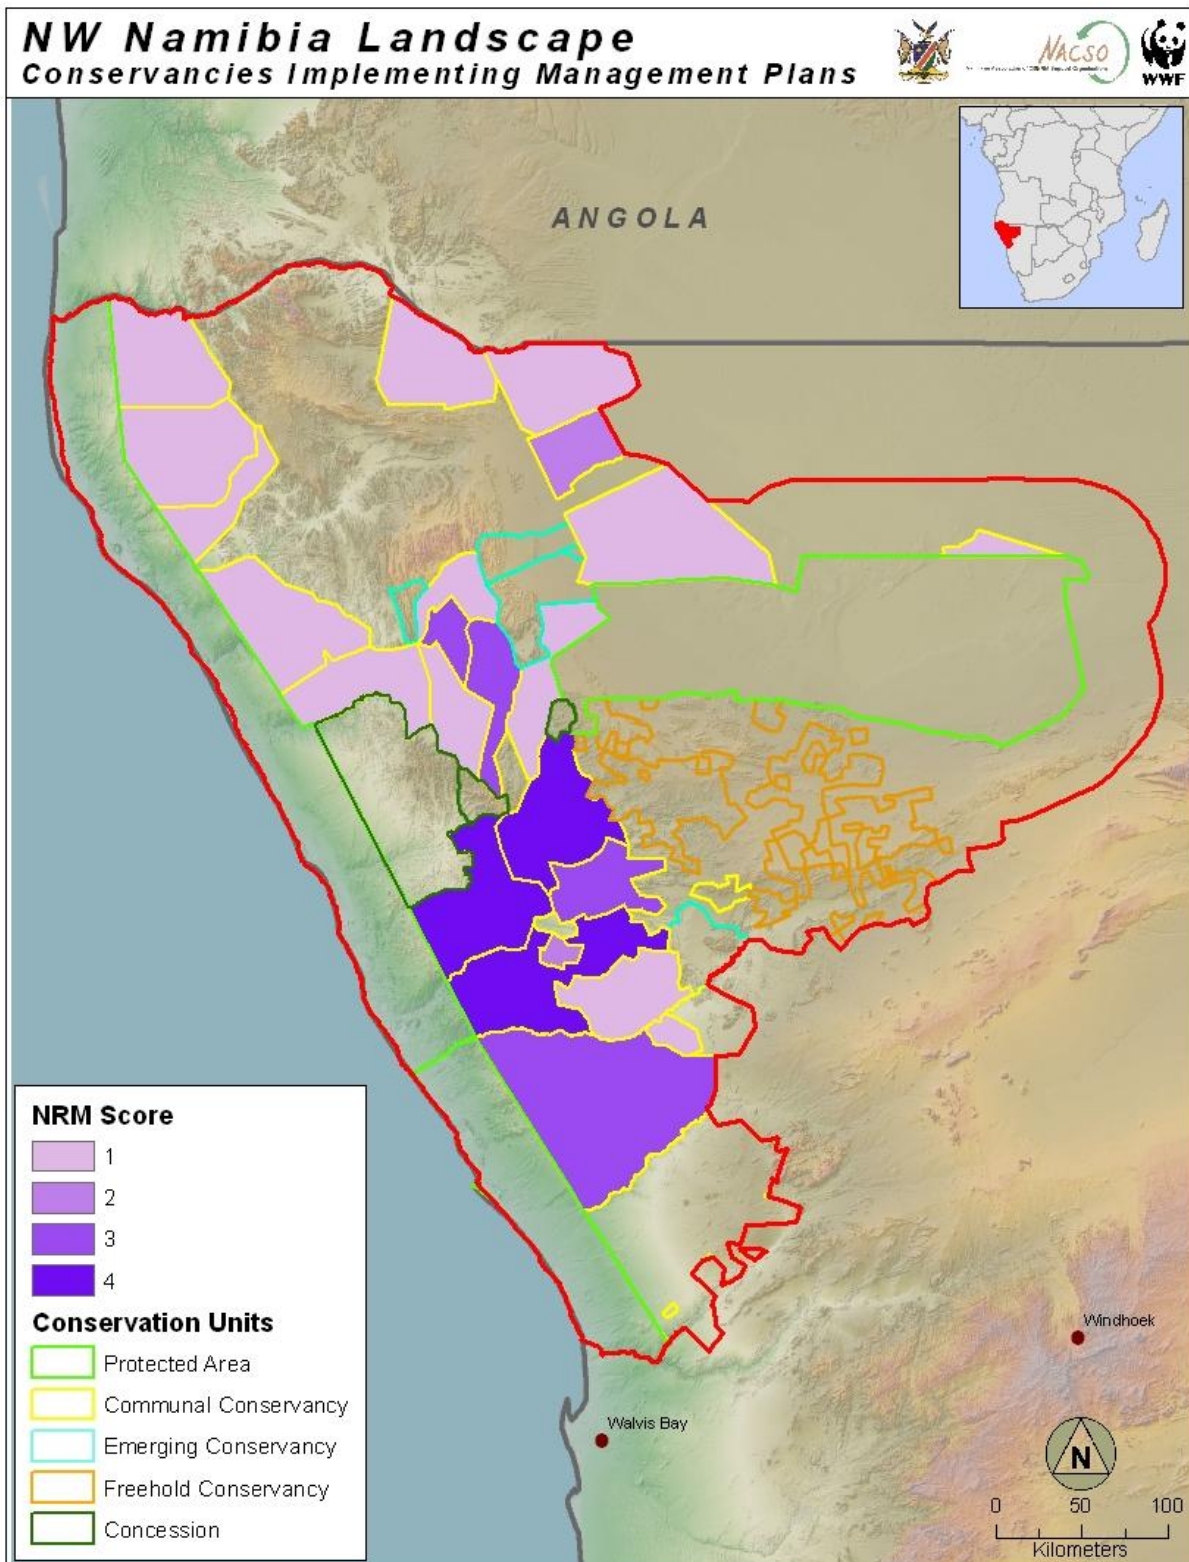 NW Namibia Landscape
Conservancies Implementing Management Plans
NACSO
WWF
ANGOLA
NRM Score
1
2
3
4
Conservation Units
Protected Area
Communal Conservancy
Emerging Conservancy
Freehold Conservancy
Concession
Windhoek
Walvis Bay
N
0 50 100
Kilometers